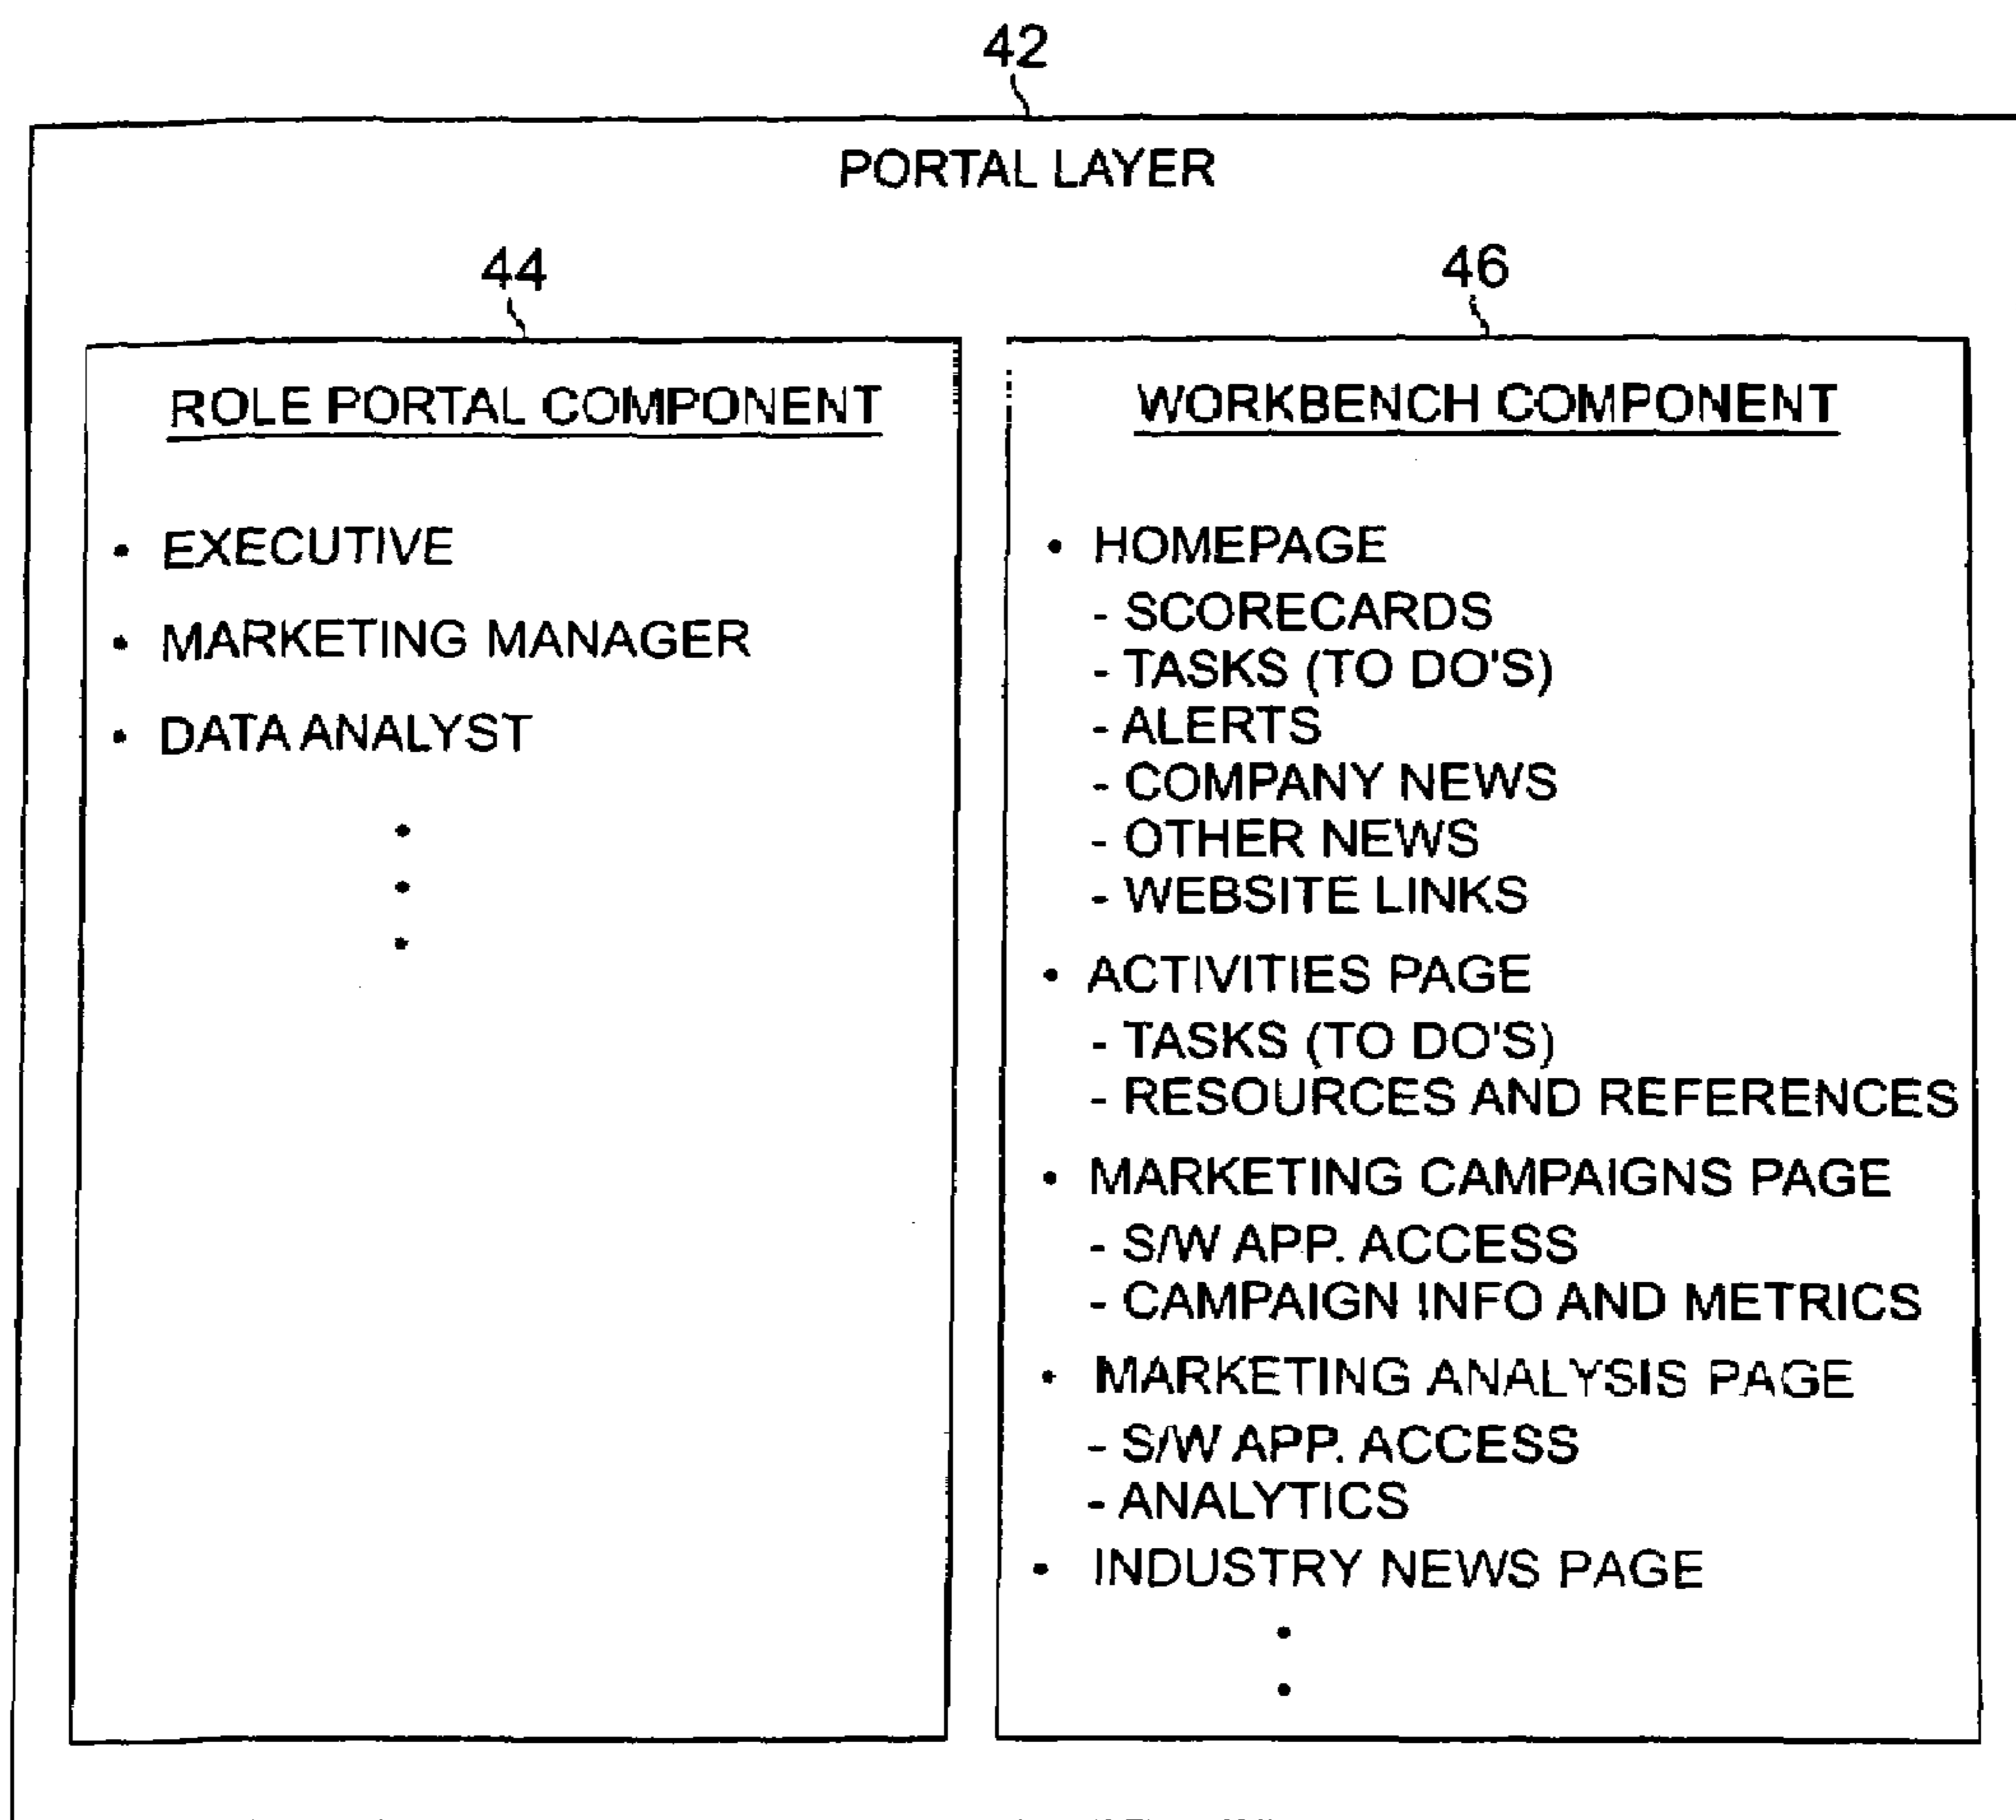 42
PORTAL LAYER
44
ROLE PORTAL COMPONENT
• EXECUTIVE
• MARKETING MANAGER
• DATA ANALYST
46
WORKBENCH COMPONENT
• HOMEPAGE
- SCORECARDS
- TASKS (TO DO'S)
- ALERTS
- COMPANY NEWS
- OTHER NEWS
- WEBSITE LINKS
• ACTIVITIES PAGE
- TASKS (TO DO'S)
- RESOURCES AND REFERENCES
• MARKETING CAMPAIGNS PAGE
- S/W APP. ACCESS
- CAMPAIGN INFO AND METRICS
• MARKETING ANALYSIS PAGE
- S/W APP. ACCESS
- ANALYTICS
• INDUSTRY NEWS PAGE